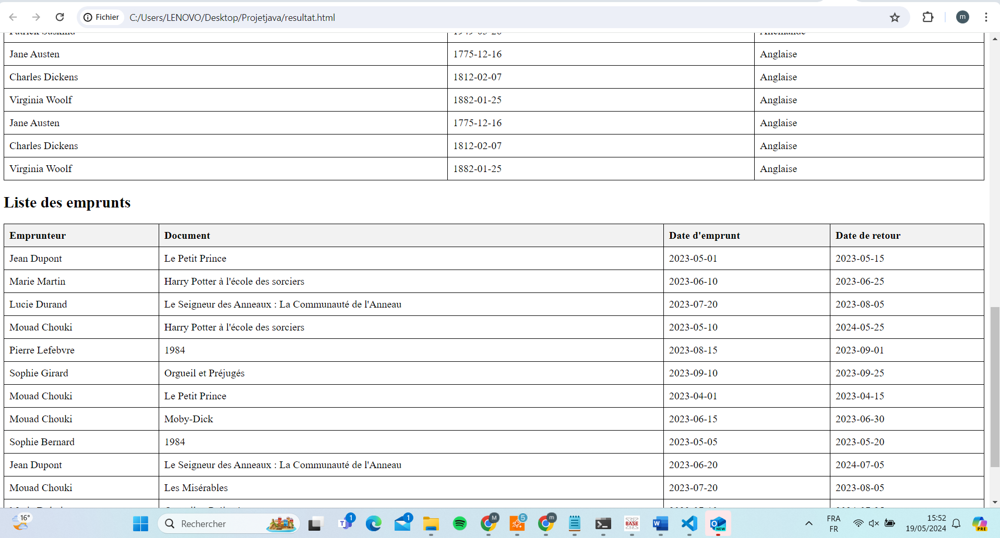 Fichier C:/Users/LENOVO/Desktop/Projetjava/resultat.html m
Jane Austen 1775-12-16 Anglaise
Charles Dickens 1812-02-07 Anglaise
Virginia Woolf 1882-01-25 Anglaise
Jane Austen 1775-12-16 Anglaise
Charles Dickens 1812-02-07 Anglaise
Virginia Woolf 1882-01-25 Anglaise
Liste des emprunts
Emprunteur Document Date d'emprunt Date de retour
Jean Dupont Le Petit Prince 2023-05-01 2023-05-15
Marie Martin Harry Potter à l'école des sorciers 2023-06-10 2023-06-25
Lucie Durand Le Seigneur des Anneaux : La Communauté de l'Anneau 2023-07-20 2023-08-05
Mouad Chouki Harry Potter à l'école des sorciers 2023-05-10 2024-05-25
Pierre Lefebvre 1984 2023-08-15 2023-09-01
Sophie Girard Orgueil et Préjugés 2023-09-10 2023-09-25
Mouad Chouki Le Petit Prince 2023-04-01 2023-04-15
Mouad Chouki Moby-Dick 2023-06-15 2023-06-30
Sophie Bernard 1984 2023-05-05 2023-05-20
Jean Dupont Le Seigneur des Anneaux : La Communauté de l'Anneau 2023-06-20 2024-07-05
Mouad Chouki Les Misérables 2023-07-20 2023-08-05
16° Rechercher T 1 1 M 5 m BASE W NEW FRA 15:52
FR 19/05/2024 PRE